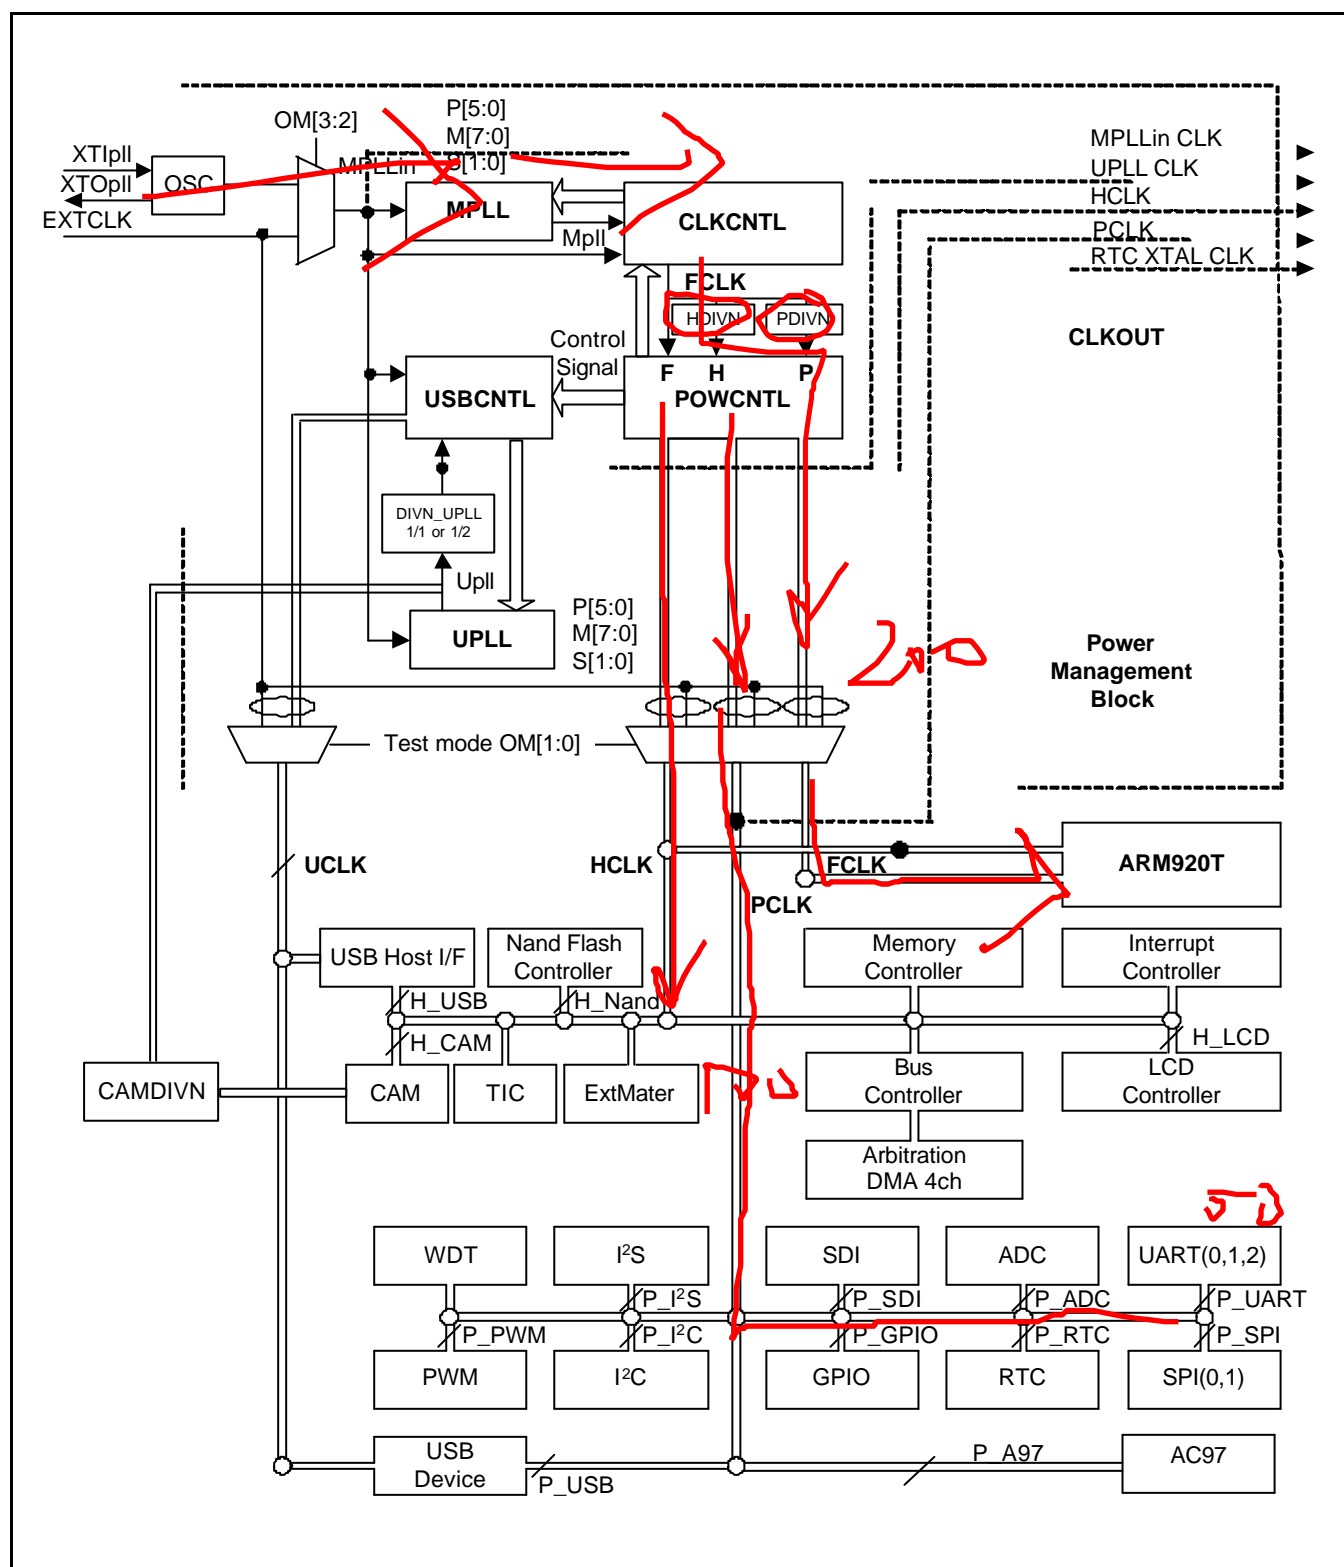 OM[3:2]
P[5:0]
M[7:0]
S[1:0]
XTIpll
XTOpll
EXTCLK
OSC
MPLLin
MPLL
Mpll
CLKCNTL
MPLLin CLK
UPLL CLK
HCLK
PCLK
RTC XTAL CLK
CLKOUT
FCLK
HDIVN
PDIVN
Control
Signal
F H P
POWCNTL
USBCNTL
DIVN_UPLL
1/1 or 1/2
Upll
UPLL
P[5:0]
M[7:0]
S[1:0]
Power
Management
Block
Test mode OM[1:0]
UCLK
HCLK
FCLK
PCLK
ARM920T
USB Host I/F
Nand Flash
Controller
Memory
Controller
Interrupt
Controller
H_USB
H_Nand
H_CAM
H_LCD
CAMDIVN
CAM
TIC
ExtMater
Bus
Controller
LCD
Controller
Arbitration
DMA 4ch
WDT
I²S
SDI
ADC
UART(0,1,2)
P_I²S
P_SDI
P_ADC
P_UART
P_PWM
P_I²C
P_GPIO
P_RTC
P_SPI
PWM
I²C
GPIO
RTC
SPI(0,1)
USB
Device
P_USB
P_A97
AC97